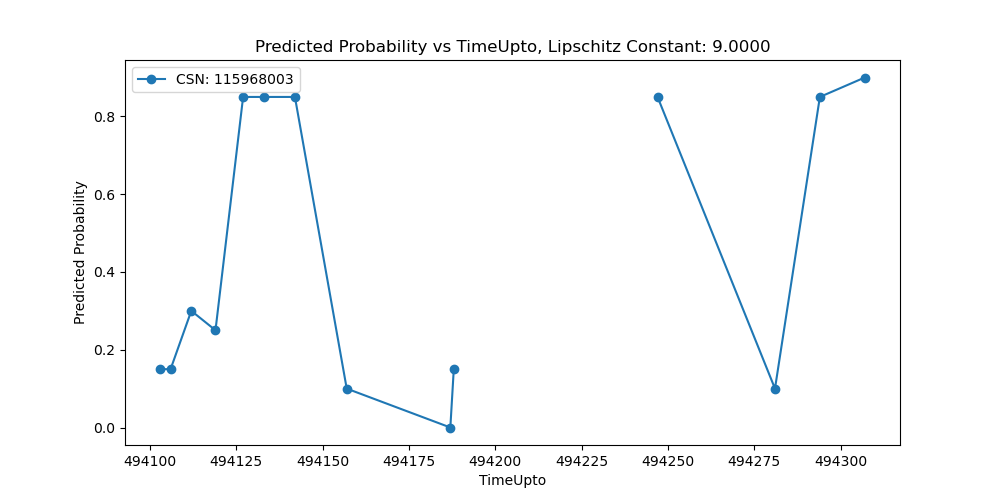 Predicted Probability vs TimeUpto, Lipschitz Constant: 9.0000
CSN: 115968003
Predicted Probability
0.8
0.6
0.4
0.2
0.0
494100 494125 494150 494175 494200 494225 494250 494275 494300
TimeUpto